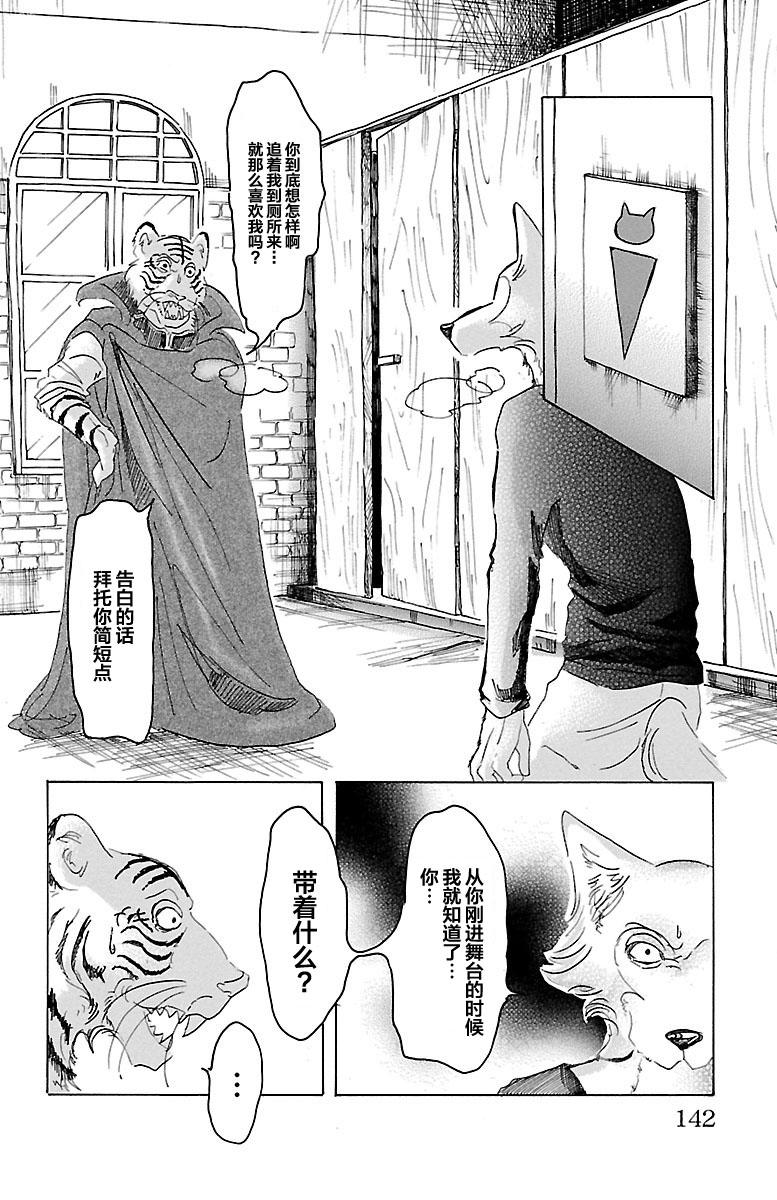 你到底想怎样啊
追着我到厕所来…
就那么喜欢我吗？
告白的话
拜托你简短点
从你刚进舞台的时候
我就知道了…
你…
带着什么？
…
142